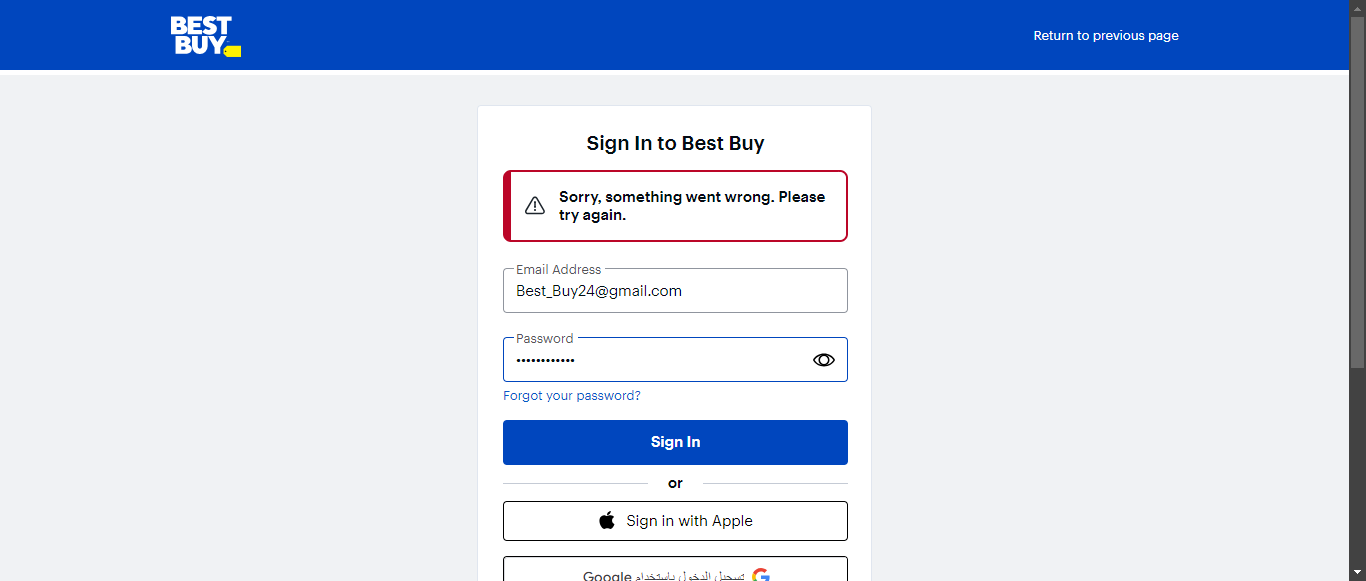 BEST
BUY
Return to previous page
Sign In to Best Buy
Sorry, something went wrong. Please
try again.
Email Address
Best_Buy24@gmail.com
Password
••••••••••••
Forgot your password?
Sign In
or
Sign in with Apple
تسجيل الدخول باستخدام Google